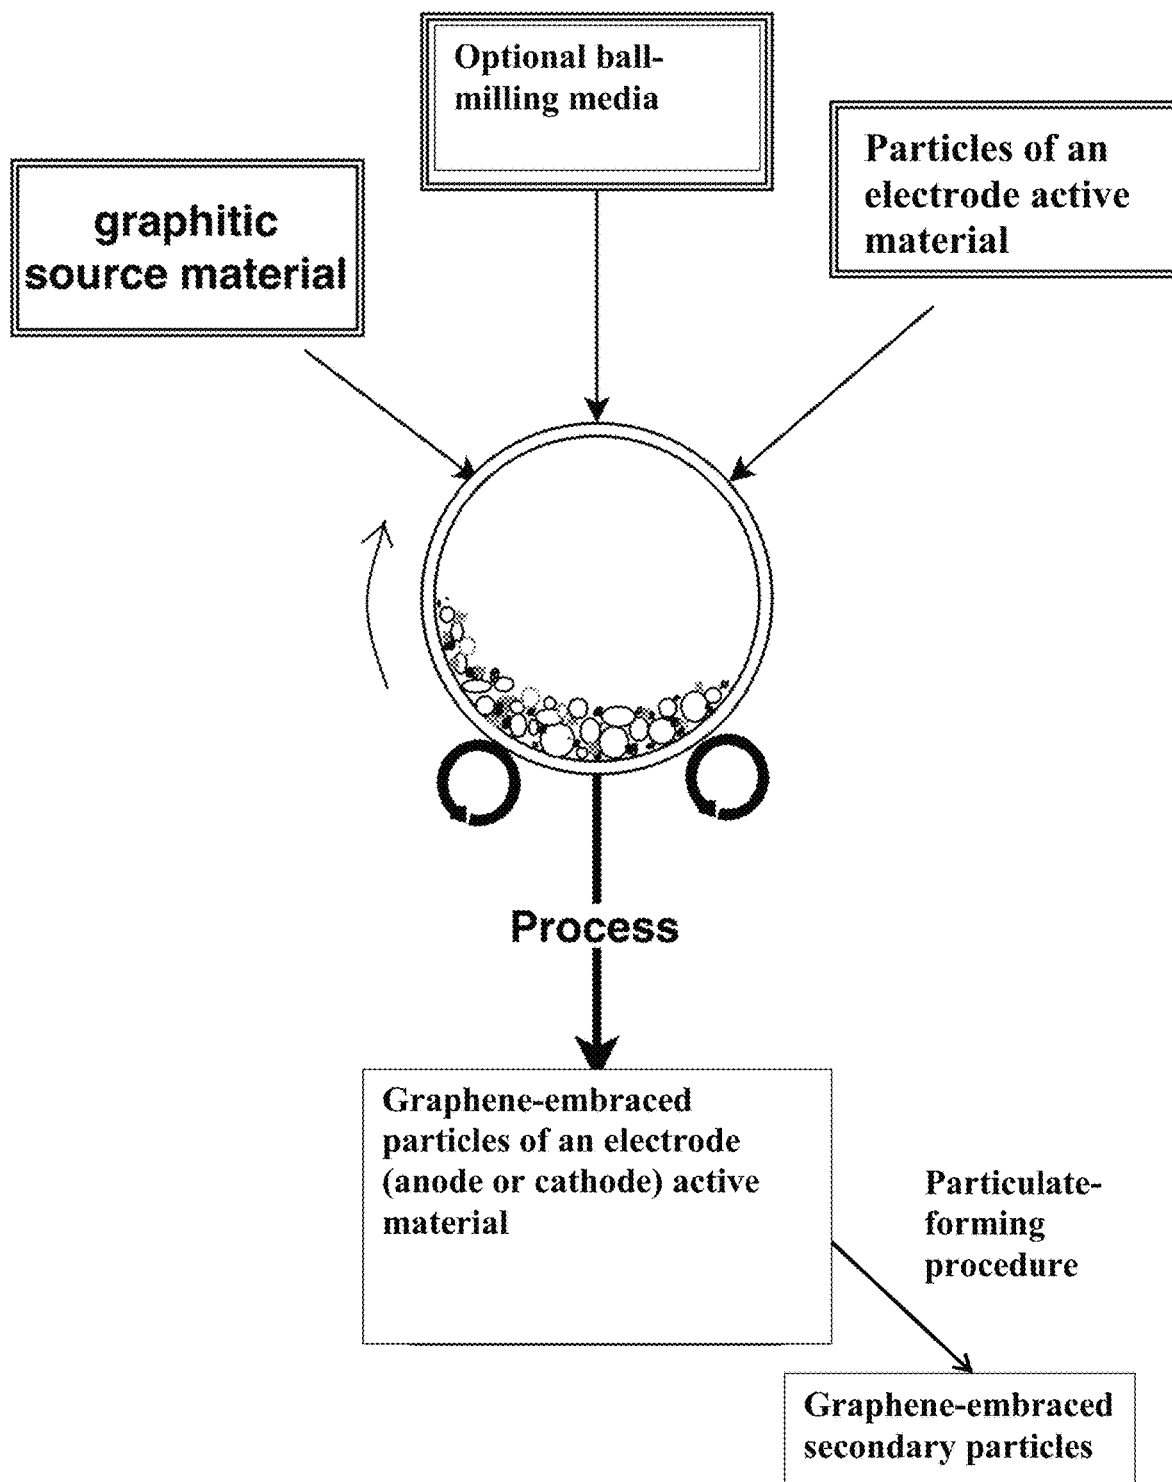 Optional ball-
milling media
Particles of an
electrode active
material
graphitic
source material
Process
Graphene-embraced
particles of an electrode
(anode or cathode) active
material
Particulate-
forming
procedure
Graphene-embraced
secondary particles